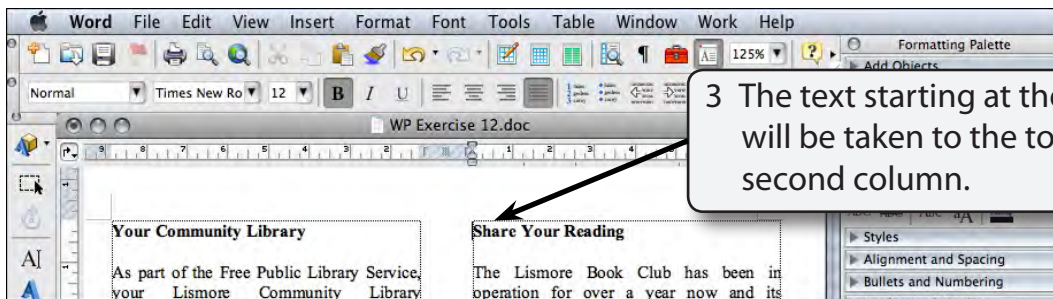 Word File Edit View Insert Format Font Tools Table Window Work Help
125%
Formatting Palette
Add Objects
Normal Times New Ro 12 B I U
WP Exercise 12.doc
3 The text starting at the
will be taken to the to
second column.
Styles
Alignment and Spacing
Bullets and Numbering
Your Community Library
As part of the Free Public Library Service,
your Lismore Community Library
Share Your Reading
The Lismore Book Club has been in
operation for over a year now and its